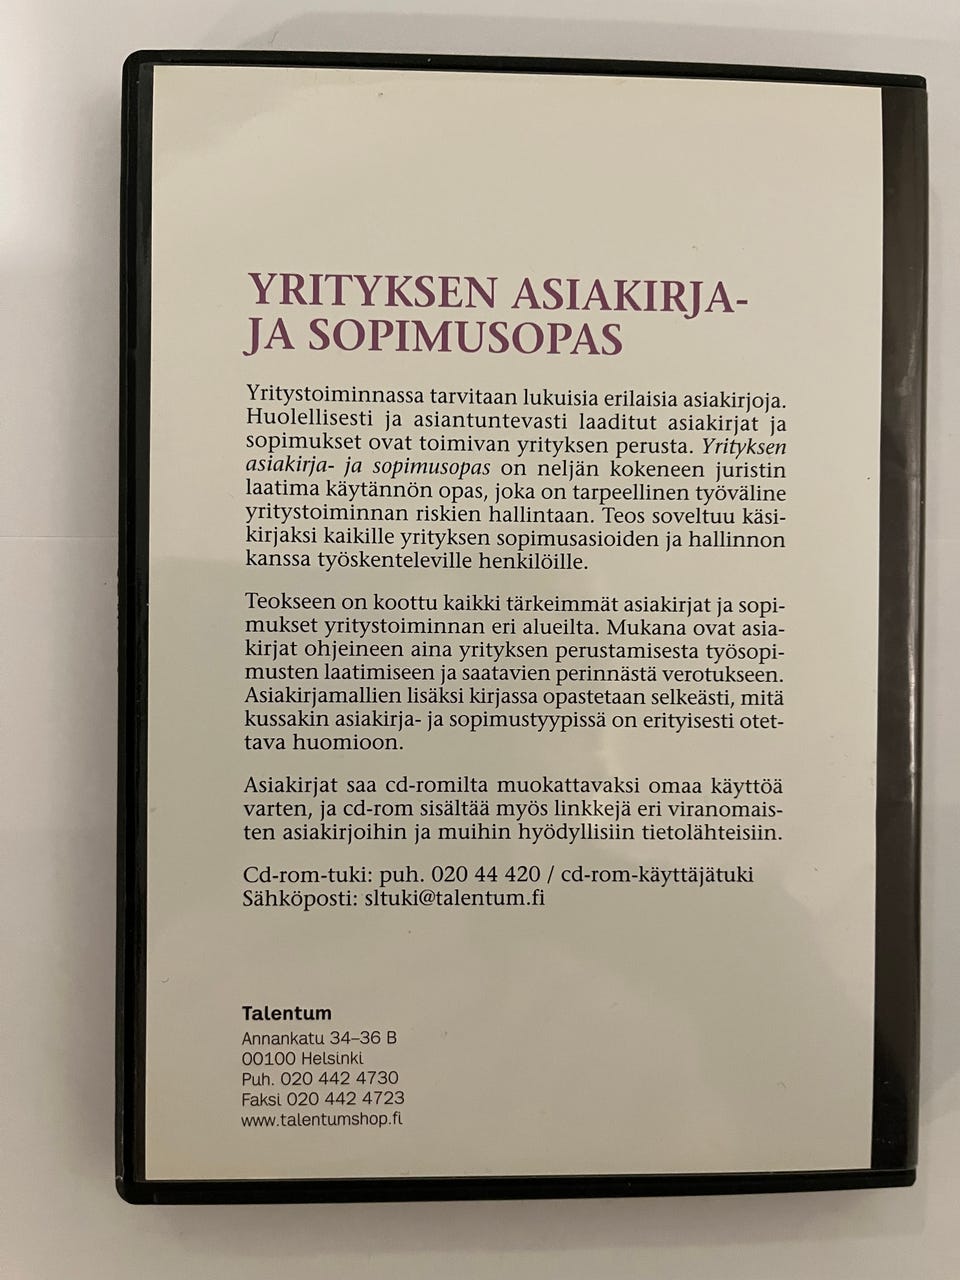 YRITYKSEN ASIAKIRJA-
JA SOPIMUSOPAS
Yritystoiminnassa tarvitaan lukuisia erilaisia asiakirjoja.
Huolellisesti ja asiantuntevasti laaditut asiakirjat ja
sopimukset ovat toimivan yrityksen perusta. Yrityksen
asiakirja- ja sopimusopas on neljän kokeneen juristin
laatima käytännön opas, joka on tarpeellinen työväline
yritystoiminnan riskien hallintaan. Teos soveltuu käsi-
kirjaksi kaikille yrityksen sopimusasioiden ja hallinnon
kanssa työskenteleville henkilöille.
Teokseen on koottu kaikki tärkeimmät asiakirjat ja sopi-
mukset yritystoiminnan eri alueilta. Mukana ovat asia-
kirjat ohjeineen aina yrityksen perustamisesta työsopi-
musten laatimiseen ja saatavien perinnästä verotukseen.
Asiakirjamallien lisäksi kirjassa opastetaan selkeästi, mitä
kussakin asiakirja- ja sopimustyypissä on erityisesti otet-
tava huomioon.
Asiakirjat saa cd-romilta muokattavaksi omaa käyttöä
varten, ja cd-rom sisältää myös linkkejä eri viranomais-
ten asiakirjoihin ja muihin hyödyllisiin tietolähteisiin.
Cd-rom-tuki: puh. 020 44 420 / cd-rom-käyttäjätuki
Sähköposti: sltuki@talentum.fi
Talentum
Annankatu 34–36 B
00100 Helsinki
Puh. 020 442 4730
Faksi 020 442 4723
www.talentumshop.fi